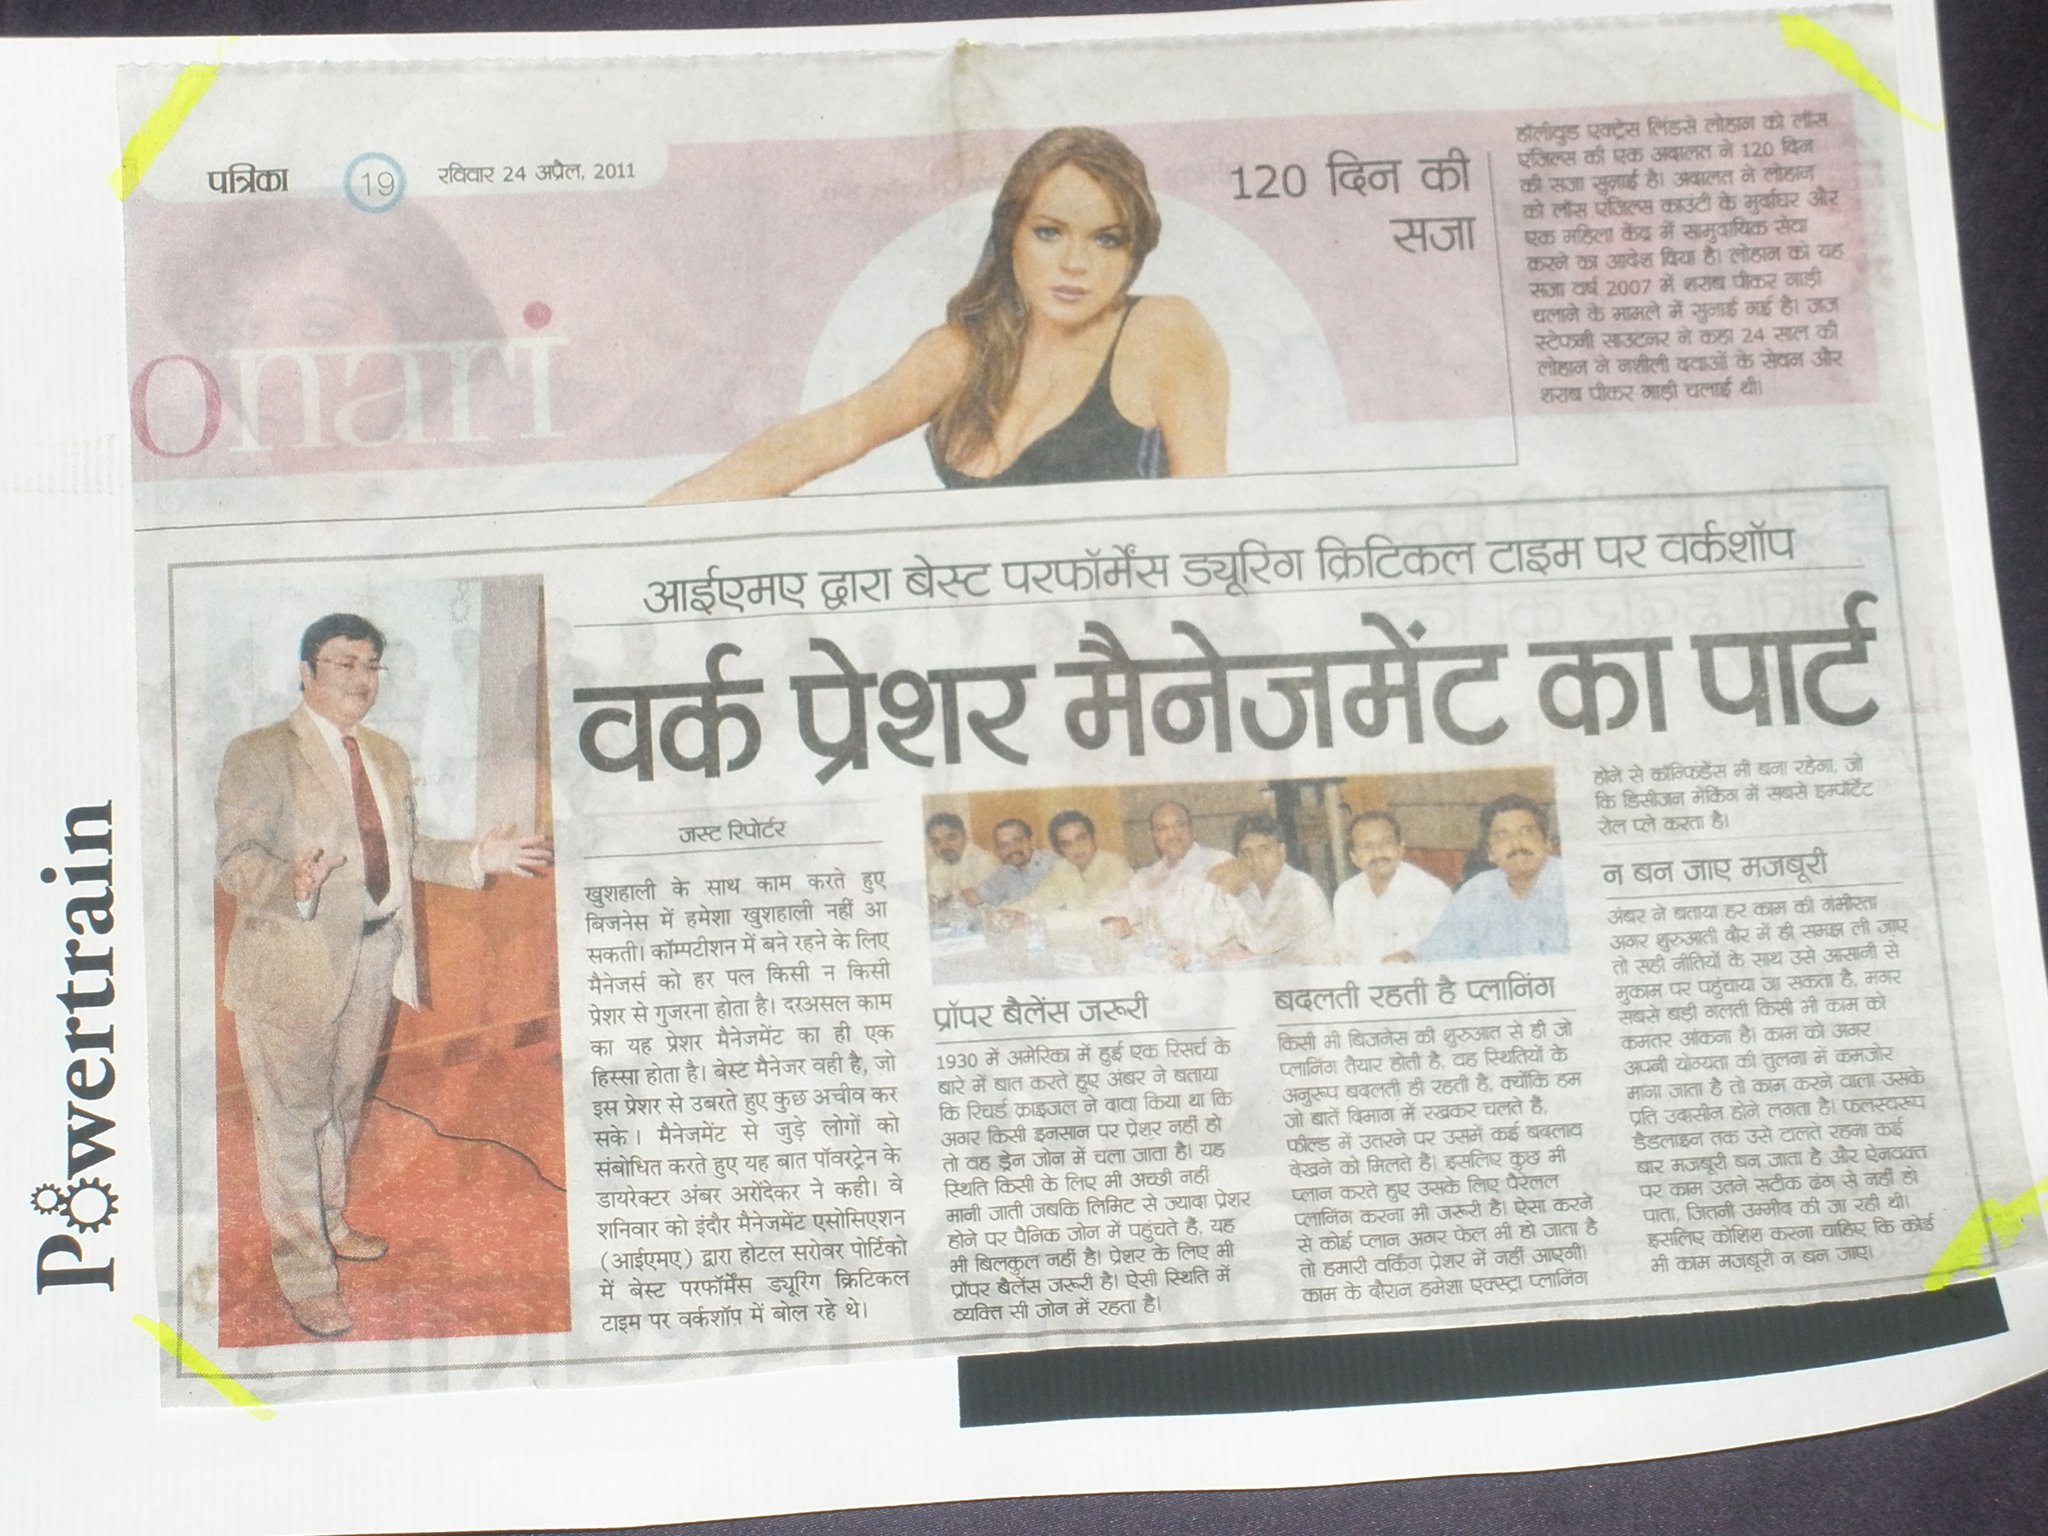 पत्रिका
19
रविवार 24 अप्रैल, 2011
onari
120 दिन की
सजा
हॉलीवुड एक्ट्रेस लिंडसे लोहान को लॉस
एंजिल्स की एक अदालत ने 120 दिन
की सजा सुनाई है। अदालत ने लोहान
को लॉस एंजिल्स काउंटी के मुर्दाघर और
एक महिला केंद्र में सामुदायिक सेवा
करने का आदेश दिया है। लोहान को यह
सजा वर्ष 2007 में शराब पीकर गाड़ी
चलाने के मामले में सुनाई गई है। जज
स्टेफनी साउटनर ने कहा 24 साल की
लोहान ने नशीली दवाओं के सेवन और
शराब पीकर गाड़ी चलाई थी।
आईएमए द्वारा बेस्ट परफॉर्मेंस ड्यूरिंग क्रिटिकल टाइम पर वर्कशॉप
वर्क प्रेशर मैनेजमेंट का पार्ट
जस्ट रिपोर्टर
खुशहाली के साथ काम करते हुए
बिजनेस में हमेशा खुशहाली नहीं आ
सकती। कॉम्पटीशन में बने रहने के लिए
मैनेजर्स को हर पल किसी न किसी
प्रेशर से गुजरना होता है। दरअसल काम
का यह प्रेशर मैनेजमेंट का ही एक
हिस्सा होता है। बेस्ट मैनेजर वही है, जो
इस प्रेशर से उबरते हुए कुछ अचीव कर
सके। मैनेजमेंट से जुड़े लोगों को
संबोधित करते हुए यह बात पॉवरट्रेन के
डायरेक्टर अंबर अरोंदेकर ने कही। वे
शनिवार को इंदौर मैनेजमेंट एसोसिएशन
(आईएमए) द्वारा होटल सरोवर पोर्टिको
में बेस्ट परफॉर्मेंस ड्यूरिंग क्रिटिकल
टाइम पर वर्कशॉप में बोल रहे थे।
प्रॉपर बैलेंस जरूरी
1930 में अमेरिका में हुई एक रिसर्च के
बारे में बात करते हुए अंबर ने बताया
कि रिचर्ड क्राइजल ने दावा किया था कि
अगर किसी इनसान पर प्रेशर नहीं हो
तो वह ड्रेन जोन में चला जाता है। यह
स्थिति किसी के लिए भी अच्छी नहीं
मानी जाती जबकि लिमिट से ज्यादा प्रेशर
होने पर पैनिक जोन में पहुंचते हैं, यह
भी बिलकुल नहीं है। प्रेशर के लिए भी
प्रॉपर बैलेंस जरूरी है। ऐसी स्थिति में
व्यक्ति सी जोन में रहता है।
बदलती रहती है प्लानिंग
किसी भी बिजनेस की शुरुआत से ही जो
प्लानिंग तैयार होती है, वह स्थितियों के
अनुरूप बदलती ही रहती है, क्योंकि हम
जो बातें दिमाग में रखकर चलते हैं,
फील्ड में उतरने पर उसमें कई बदलाव
देखने को मिलते हैं। इसलिए कुछ भी
प्लान करते हुए उसके लिए पैरेलल
प्लानिंग करना भी जरूरी है। ऐसा करने
से कोई प्लान अगर फेल भी हो जाता है
तो हमारी वर्किंग प्रेशर में नहीं आएगी।
काम के दौरान हमेशा एक्स्ट्रा प्लानिंग
होने से कॉन्फिडेंस भी बना रहेगा, जो
कि डिसीजन मेकिंग में सबसे इम्पॉर्टेंट
रोल प्ले करता है।
न बन जाए मजबूरी
अंबर ने बताया हर काम की गंभीरता
अगर शुरुआती दौर में ही समझ ली जाए
तो सही नीतियों के साथ उसे आसानी से
मुकाम पर पहुंचाया जा सकता है, मगर
सबसे बड़ी गलती किसी भी काम को
कमतर आंकना है। काम को अगर
अपनी योग्यता की तुलना में कमजोर
माना जाता है तो काम करने वाला उसके
प्रति उदासीन होने लगता है। फलस्वरूप
डैडलाइन तक उसे टालते रहना कई
बार मजबूरी बन जाता है और ऐनवक्त
पर काम उतने सटीक ढंग से नहीं हो
पाता, जितनी उम्मीद की जा रही थी।
इसलिए कोशिश करना चाहिए कि कोई
भी काम मजबूरी न बन जाए।
Powertrain